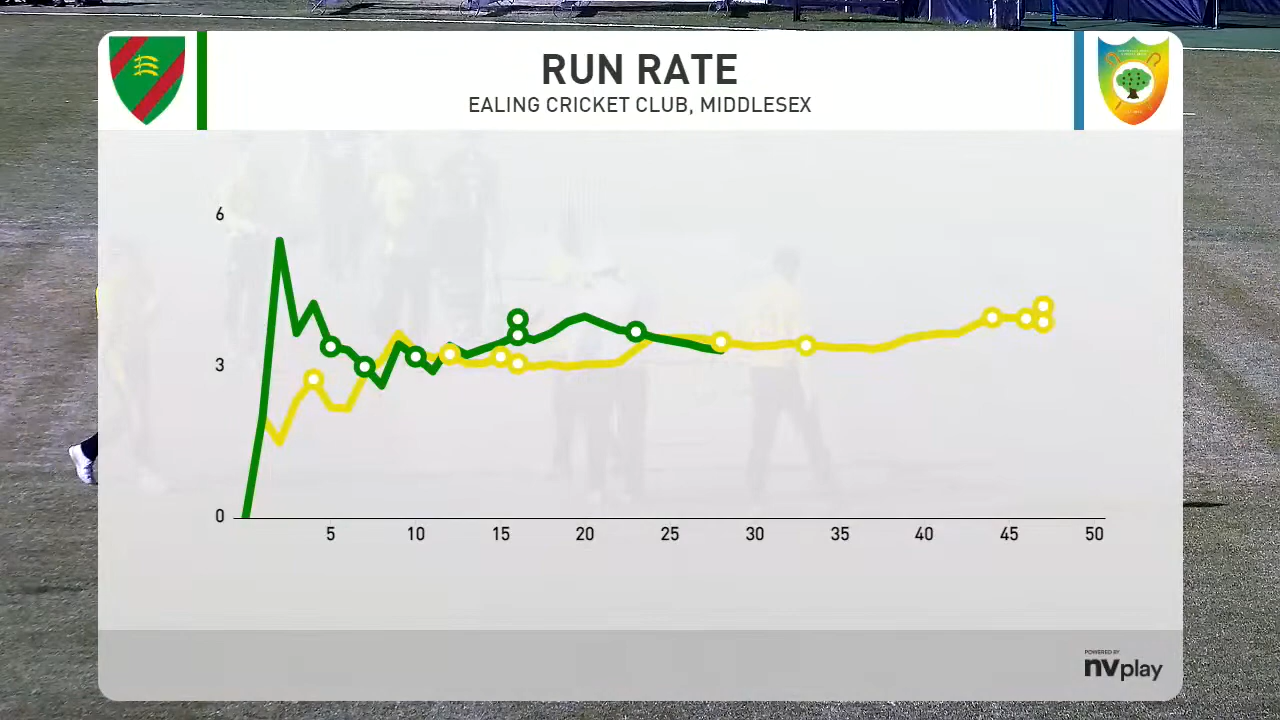 RUN RATE
EALING CRICKET CLUB, MIDDLESEX
6
3
0
5 10 15 20 25 30 35 40 45 50
POWERED BY
nvplay